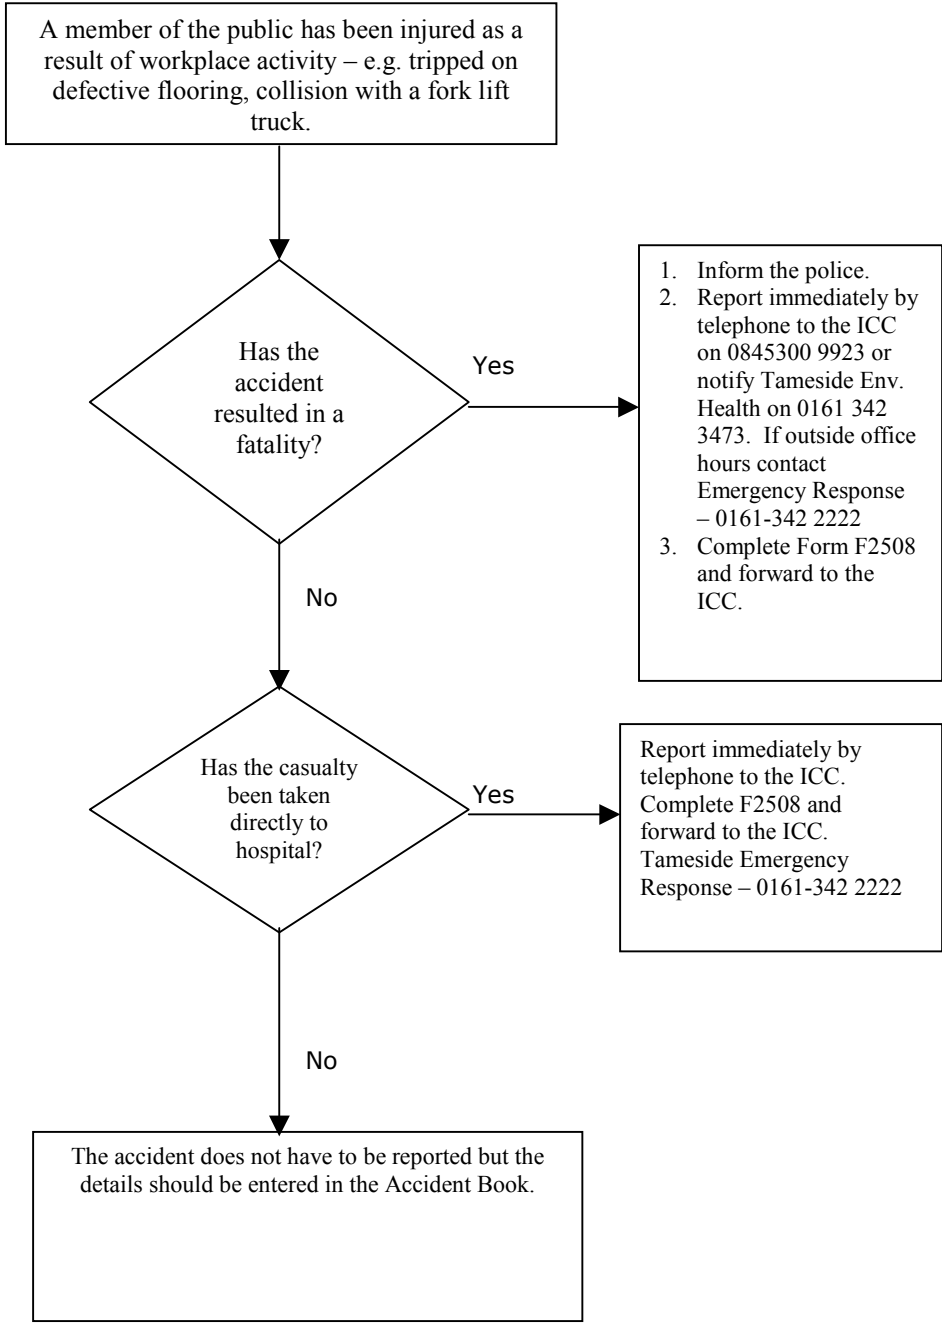 A member of the public has been injured as a
result of workplace activity – e.g. tripped on
defective flooring, collision with a fork lift
truck.
Has the
accident
resulted in a
fatality?
Yes
1. Inform the police.
2. Report immediately by
telephone to the ICC
on 0845300 9923 or
notify Tameside Env.
Health on 0161 342
3473. If outside office
hours contact
Emergency Response
– 0161-342 2222
3. Complete Form F2508
and forward to the
ICC.
No
Has the casualty
been taken
directly to
hospital?
Yes
Report immediately by
telephone to the ICC.
Complete F2508 and
forward to the ICC.
Tameside Emergency
Response – 0161-342 2222
No
The accident does not have to be reported but the
details should be entered in the Accident Book.